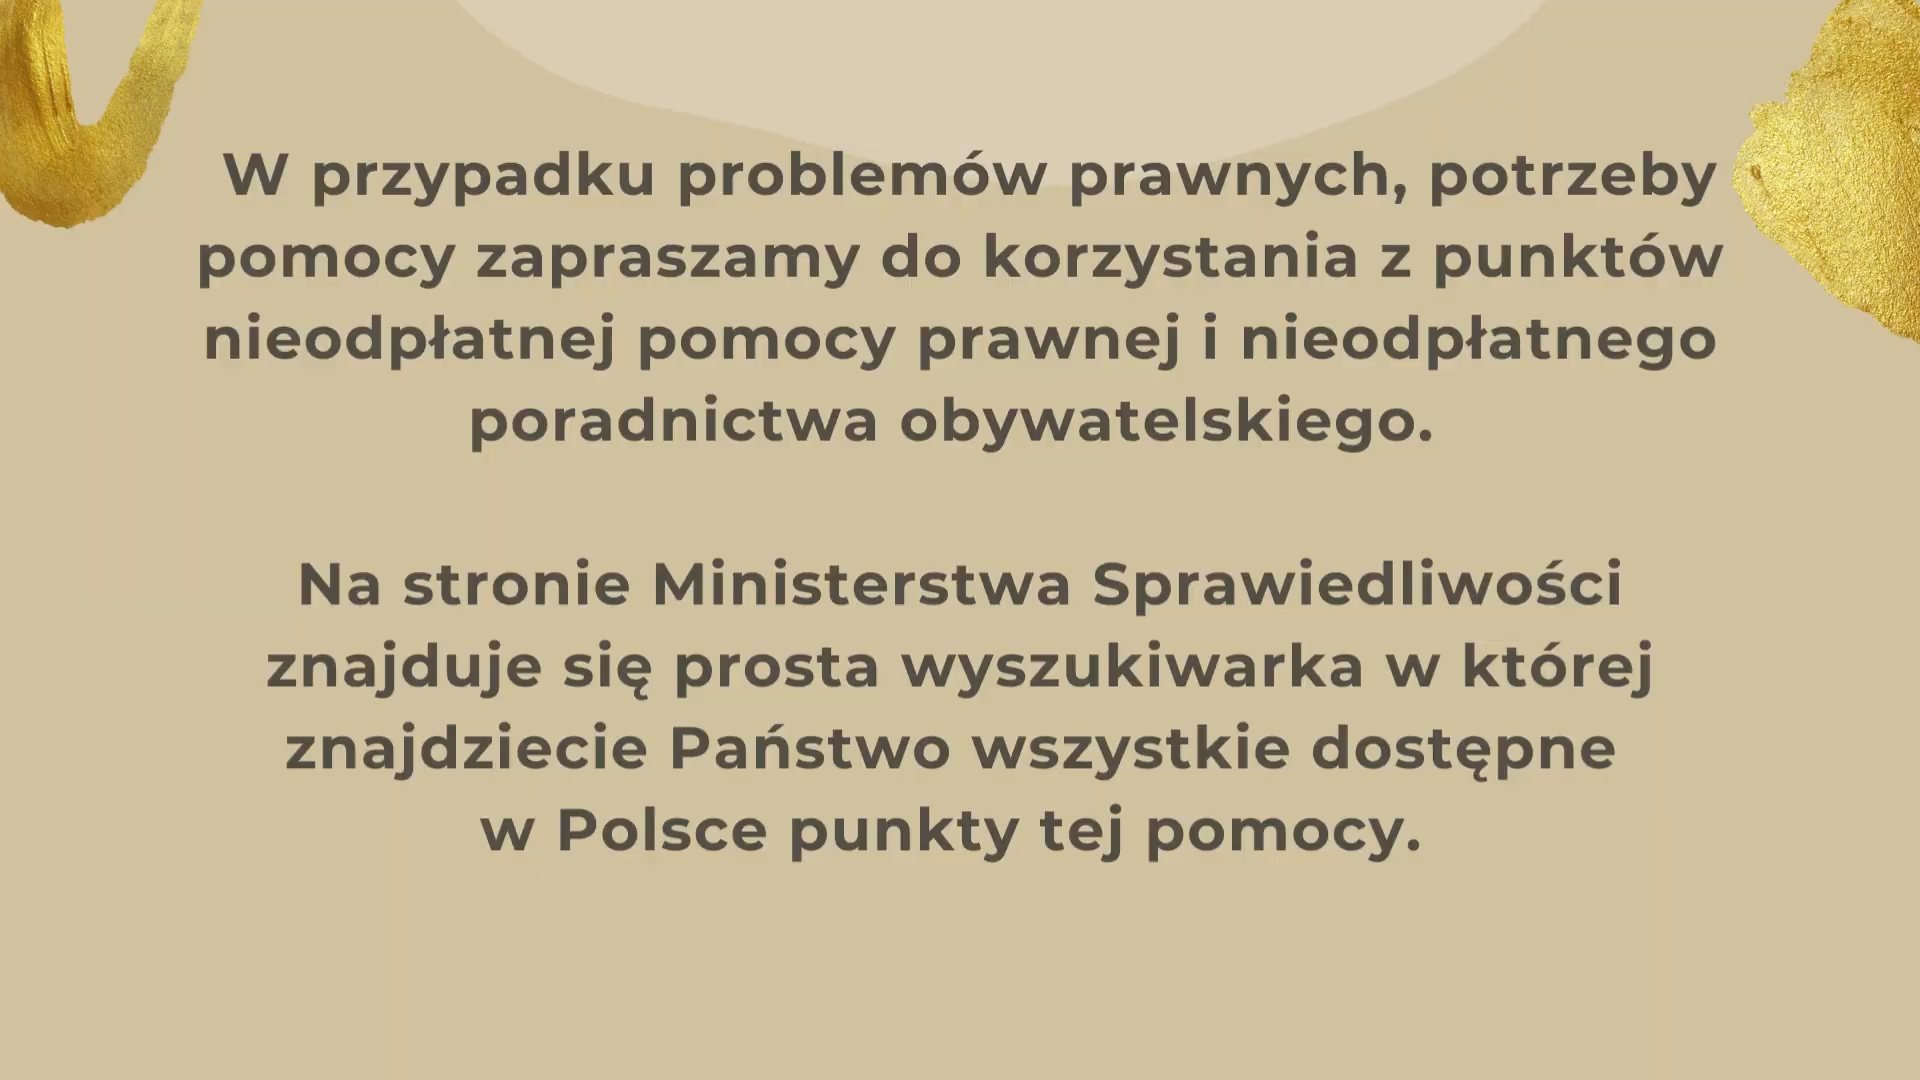 W przypadku problemów prawnych, potrzeby
pomocy zapraszamy do korzystania z punktów
nieodpłatnej pomocy prawnej i nieodpłatnego
poradnictwa obywatelskiego.
Na stronie Ministerstwa Sprawiedliwości
znajduje się prosta wyszukiwarka w której
znajdziecie Państwo wszystkie dostępne
w Polsce punkty tej pomocy.